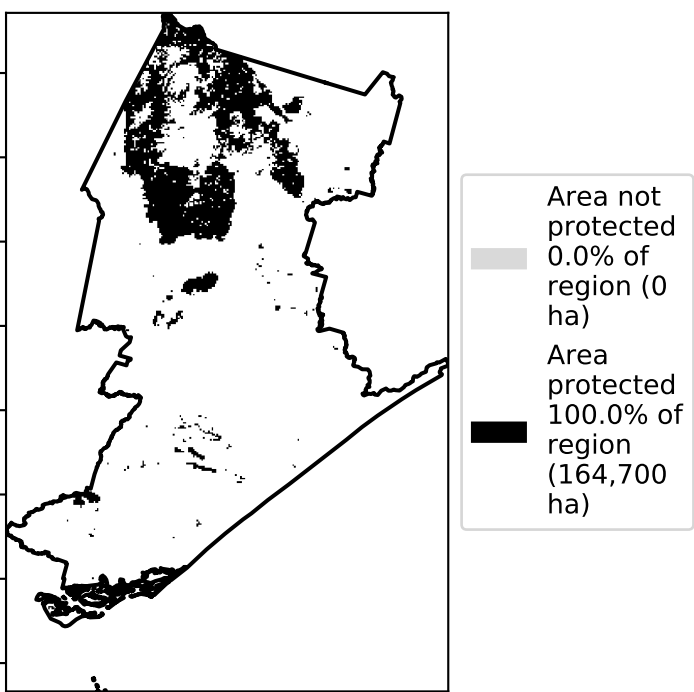 Area not
protected
0.0% of
region (0
ha)
Area
protected
100.0% of
region
(164,700
ha)